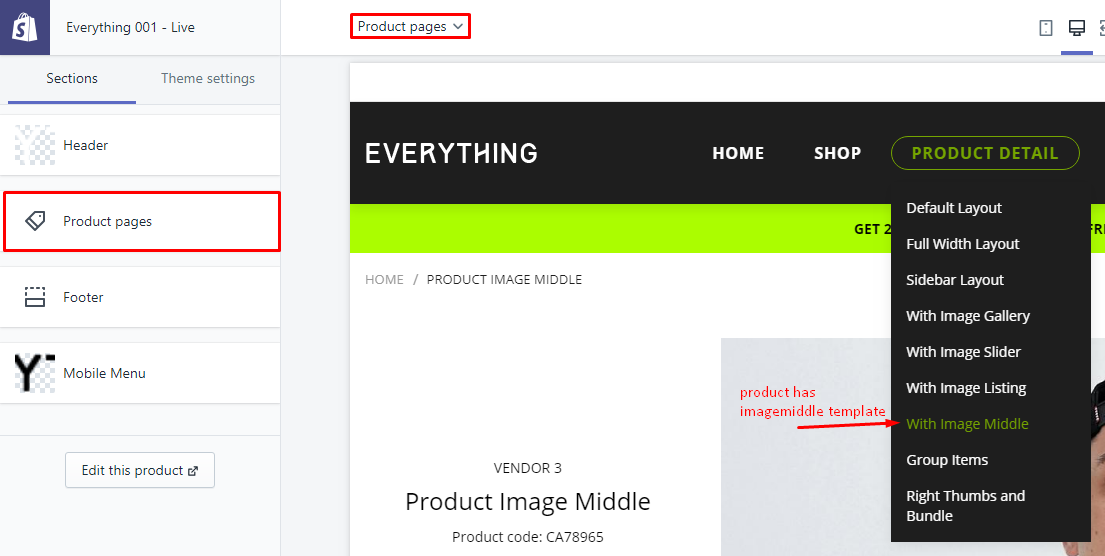 Everything 001 - Live
Product pages
Sections
Theme settings
Header
Product pages
Footer
Mobile Menu
Edit this product
EVERYTHING
HOME
SHOP
PRODUCT DETAIL
Default Layout
Full Width Layout
Sidebar Layout
With Image Gallery
With Image Slider
With Image Listing
With Image Middle
Group Items
Right Thumbs and
Bundle
GET
HOME / PRODUCT IMAGE MIDDLE
product has
imagemiddle template
VENDOR 3
Product Image Middle
Product code: CA78965